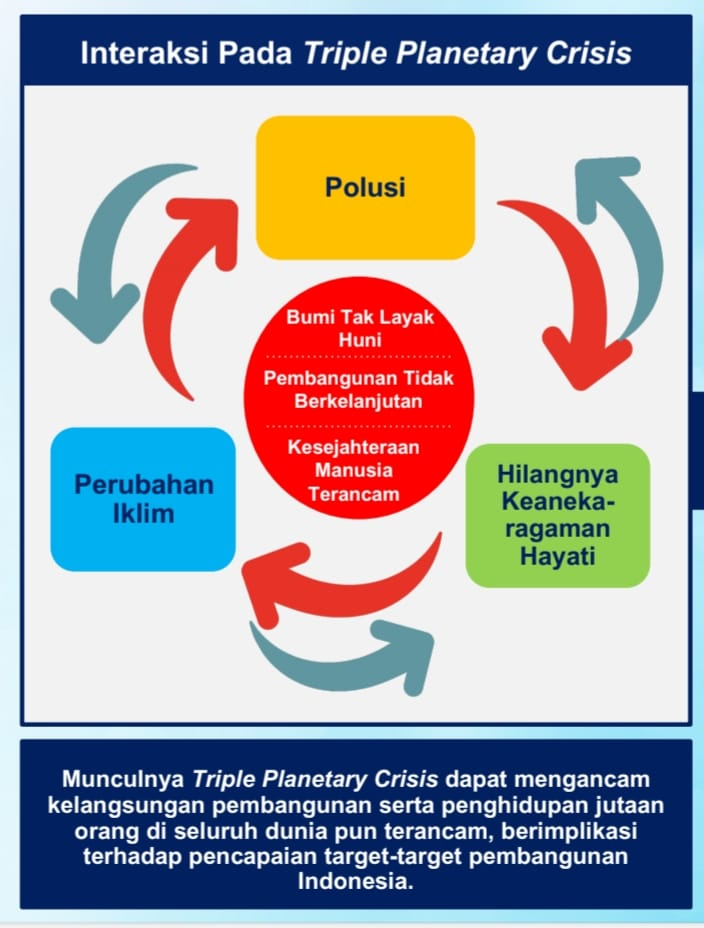 Interaksi Pada Triple Planetary Crisis
Polusi
Bumi Tak Layak
Huni
Pembangunan Tidak
Berkelanjutan
Kesejahteraan
Manusia
Terancam
Perubahan
Iklim
Hilangnya
Keaneka-
ragaman
Hayati
Munculnya Triple Planetary Crisis dapat mengancam
kelangsungan pembangunan serta penghidupan jutaan
orang di seluruh dunia pun terancam, berimplikasi
terhadap pencapaian target-target pembangunan
Indonesia.